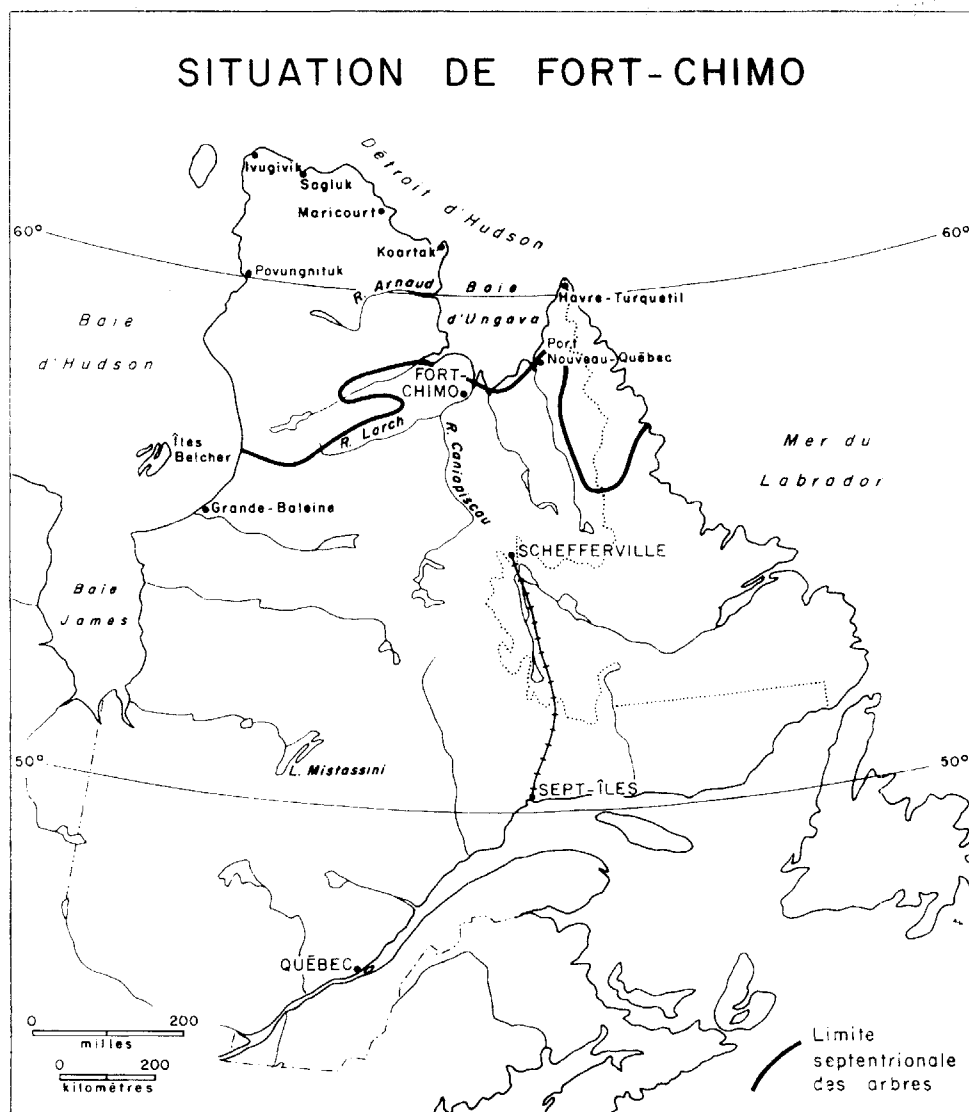 SITUATION DE FORT-CHIMO
Ivugivik
Sagluk
Maricourt
Détroit d'Hudson
Koartak
60°
60°
Povungnituk
R. Arnaud
Baie
d'Ungava
Havre-Turquetil
Baie
d'Hudson
Port
Nouveau-Québec
FORT-
CHIMO
R. Larch
R. Caniapiscau
Îles
Belcher
Mer du
Labrador
Grande-Baleine
SCHEFFERVILLE
Baie
James
L. Mistassini
50°
50°
SEPT-ÎLES
QUÉBEC
0 200
milles
0 200
kilomètres
Limite
septentrionale
des arbres